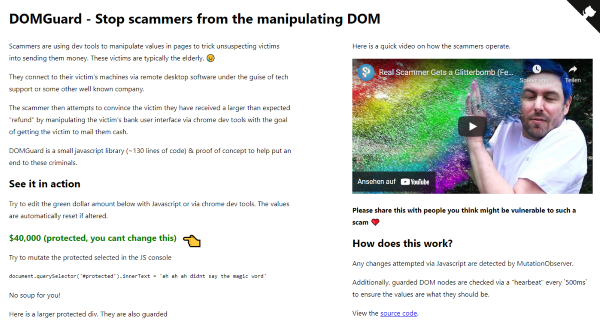 DOMGuard - Stop scammers from the manipulating DOM
Scammers are using dev tools to manipulate values in pages to trick unsuspecting victims
into sending them money. These victims are typically the elderly. 😢
They connect to their victim's machines via remote desktop software under the guise of tech
support or some other well known company.
The scammer then attempts to convince the victim they have received a larger than expected
"refund" by manipulating the victim's bank user interface via chrome dev tools with the goal
of getting the victim to mail them cash.
DOMGuard is a small javascript library (~130 lines of code) & proof of concept to help put an
end to these criminals.
See it in action
Try to edit the green dollar amount below with Javascript or via chrome dev tools. The values
are automatically reset if altered.
$40,000 (protected, you cant change this) 👈
Try to mutate the protected selected in the JS console
document.querySelector('#protected').innerText = 'ah ah ah didnt say the magic word'
No soup for you!
Here is a larger protected div. They are also guarded
Here is a quick video on how the scammers operate.
Real Scammer Gets a Glitterbomb (Fe...
Teilen
Ansehen auf YouTube
Please share this with people you think might be vulnerable to such a
scam ❤️
How does this work?
Any changes attempted via Javascript are detected by MutationObserver.
Additionally, guarded DOM nodes are checked via a "hearbeat" every `500ms`
to ensure the values are what they should be.
View the source code.